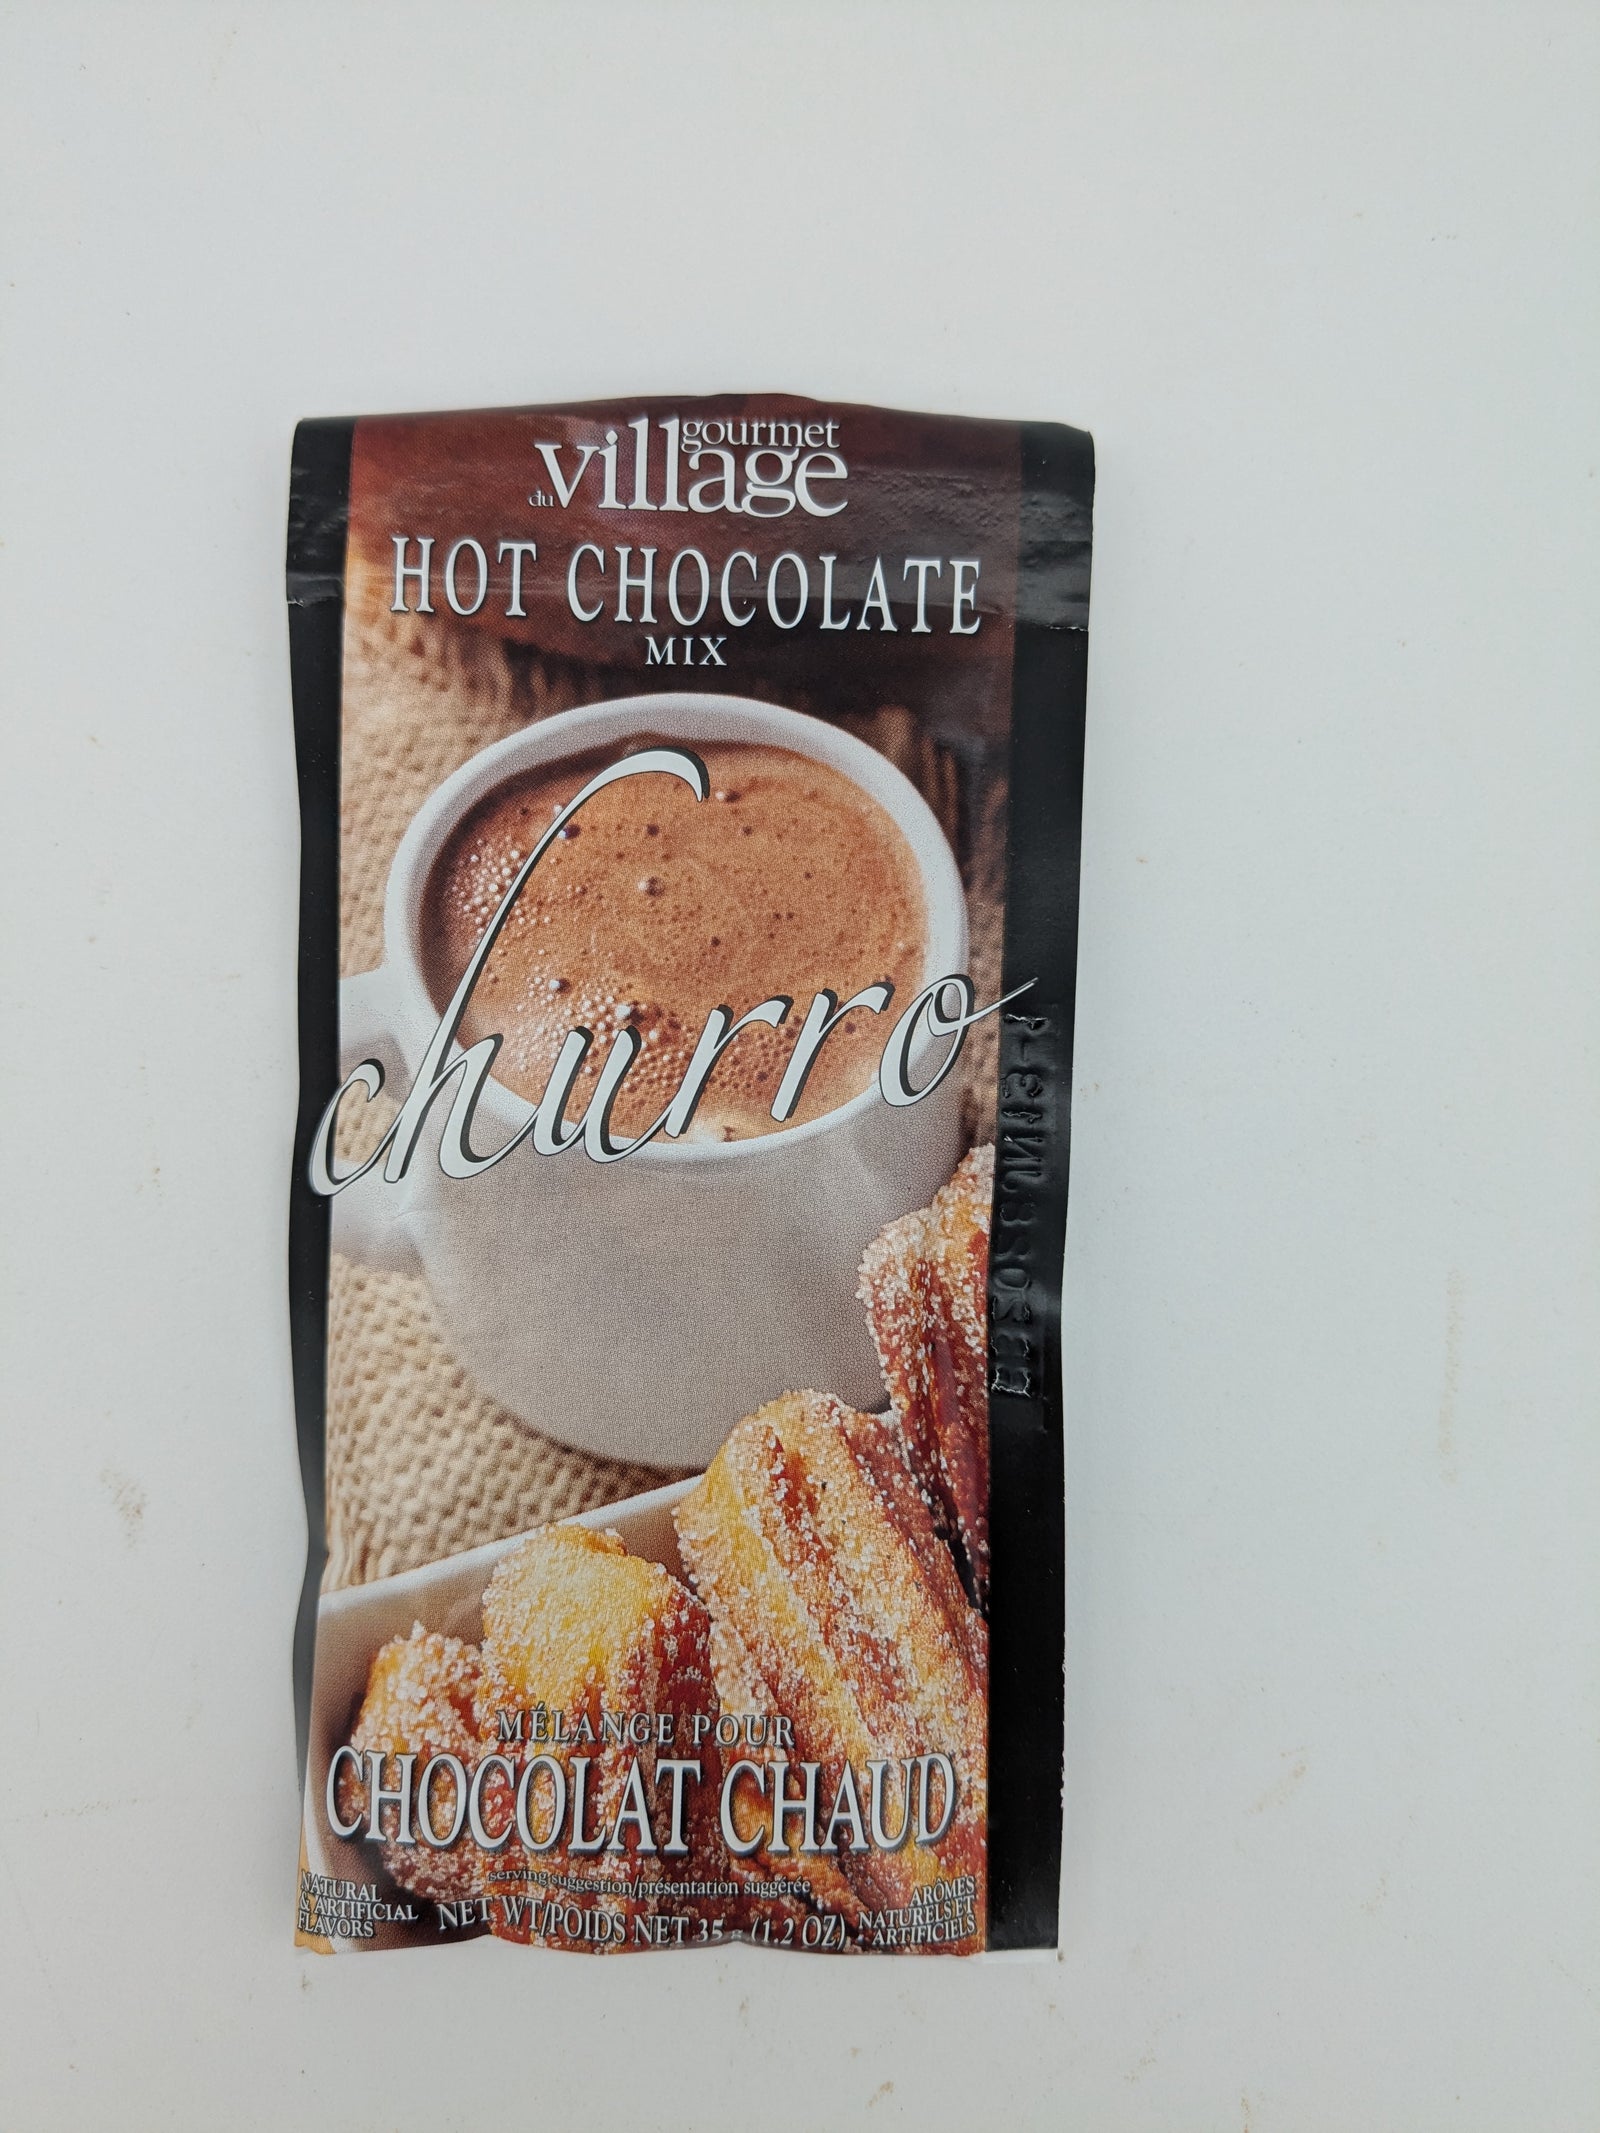 gourmet
du village
HOT CHOCOLATE
MIX
churro
MÉLANGE POUR
CHOCOLAT CHAUD
serving suggestion/présentation suggérée
NATURAL
& ARTIFICIAL
FLAVORS
NET WT/POIDS NET 35 g (1.2 OZ)
ARÔMES
NATURELS ET
ARTIFICIELS